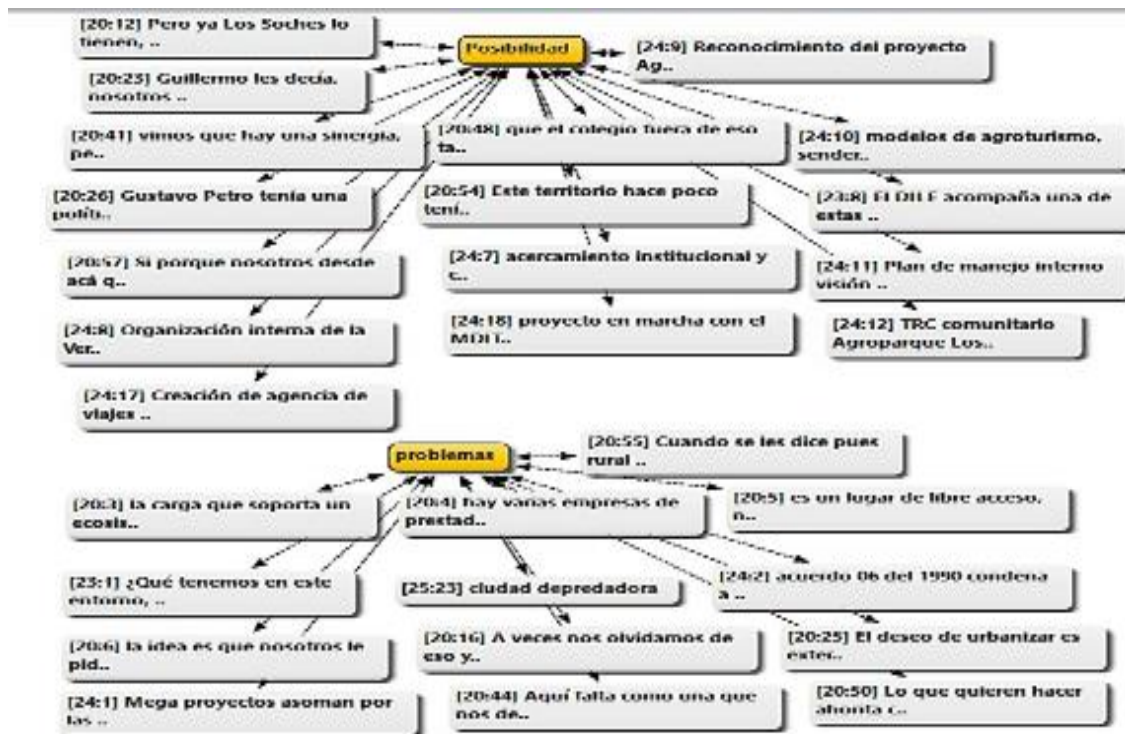 [20:12] Pero ya Los Soches lo
tienen, ..
Posibilidad
[24:9] Reconocimiento del proyecto
Ag..
[20:23] Guillermo les decía,
nosotros ..
[20:41] vimos que hay una sinergia,
pe..
[20:48] que el colegio fuera de eso
ta..
[24:10] modelos de agroturismo,
sender..
[20:26] Gustavo Petro tenía una
políti..
[20:54] Este territorio hace poco
tení..
[23:8] El DILE acompaña una de
estas ..
[20:57] Si porque nosotros desde
acá q..
[24:7] acercamiento institucional y
c..
[24:11] Plan de manejo interno
visión ..
[24:8] Organización interna de la
Ver..
[24:18] proyecto en marcha con el
[24:12] TRC comunitario
Agroparque Los..
[24:17] Creación de agencia de
viajes ..
problemas
[20:55] Cuando se les dice pues
rural ..
[20:3] la carga que soporta un
ecosis..
[20:4] hay varias empresas de
prestad..
[20:5] es un lugar de libre acceso,
n..
[23:1] ¿Qué tenemos en este
entorno, ..
[25:23] ciudad depredadora
[24:2] acuerdo 06 del 1990 condena
a ..
[20:6] la idea es que nosotros le
pid..
[20:16] A veces nos olvidamos de
eso y..
[20:25] El deseo de urbanizar es
exter..
[24:1] Mega proyectos asoman por
las ..
[20:44] Aquí falta como una que
nos de..
[20:50] Lo que quieren hacer
ahorita c..